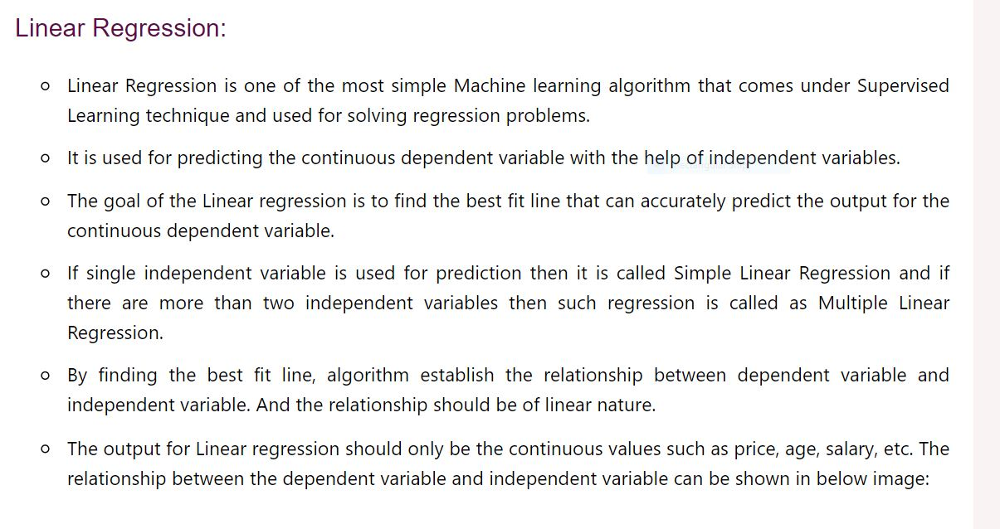 Linear Regression:
Linear Regression is one of the most simple Machine learning algorithm that comes under Supervised
Learning technique and used for solving regression problems.
It is used for predicting the continuous dependent variable with the help of independent variables.
The goal of the Linear regression is to find the best fit line that can accurately predict the output for the
continuous dependent variable.
If single independent variable is used for prediction then it is called Simple Linear Regression and if
there are more than two independent variables then such regression is called as Multiple Linear
Regression.
By finding the best fit line, algorithm establish the relationship between dependent variable and
independent variable. And the relationship should be of linear nature.
The output for Linear regression should only be the continuous values such as price, age, salary, etc. The
relationship between the dependent variable and independent variable can be shown in below image: